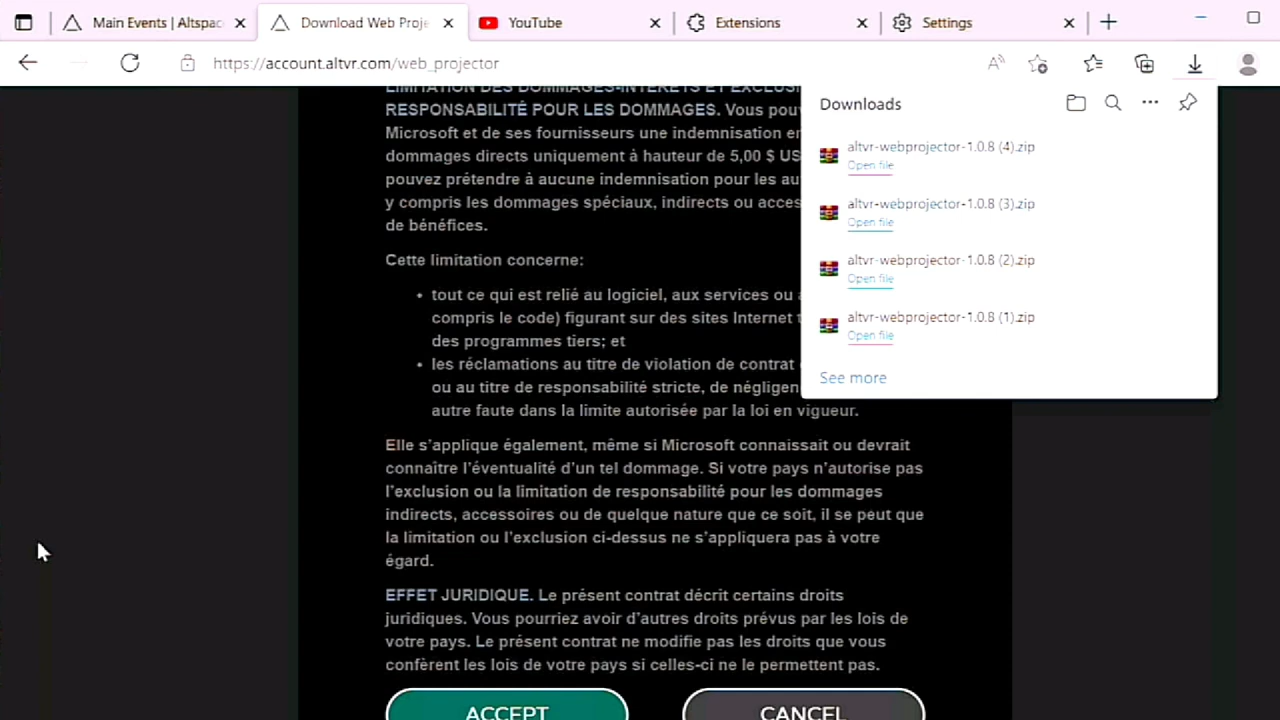 Main Events | Altspac
Download Web Proje
YouTube
Extensions
Settings
https://account.altvr.com/web_projector
Downloads
altvr-webprojector-1.0.8 (4).zip
Open file
altvr-webprojector-1.0.8 (3).zip
Open file
altvr-webprojector-1.0.8 (2).zip
Open file
altvr-webprojector-1.0.8 (1).zip
Open file
See more
LIMITATION DES DOMMAGES-INTÉRÊTS ET EXCLUSI
RESPONSABILITÉ POUR LES DOMMAGES. Vous pouv
Microsoft et de ses fournisseurs une indemnisation en
dommages directs uniquement à hauteur de 5,00 $ US
pouvez prétendre à aucune indemnisation pour les au
y compris les dommages spéciaux, indirects ou acces
de bénéfices.
Cette limitation concerne:
• tout ce qui est relié au logiciel, aux services ou a
compris le code) figurant sur des sites Internet t
des programmes tiers; et
• les réclamations au titre de violation de contrat
ou au titre de responsabilité stricte, de négligen
autre faute dans la limite autorisée par la loi en vigueur.
Elle s’applique également, même si Microsoft connaissait ou devrait
connaître l’éventualité d’un tel dommage. Si votre pays n’autorise pas
l’exclusion ou la limitation de responsabilité pour les dommages
indirects, accessoires ou de quelque nature que ce soit, il se peut que
la limitation ou l’exclusion ci-dessus ne s’appliquera pas à votre
égard.
EFFET JURIDIQUE. Le présent contrat décrit certains droits
juridiques. Vous pourriez avoir d’autres droits prévus par les lois de
votre pays. Le présent contrat ne modifie pas les droits que vous
confèrent les lois de votre pays si celles-ci ne le permettent pas.
ACCEPT
CANCEL